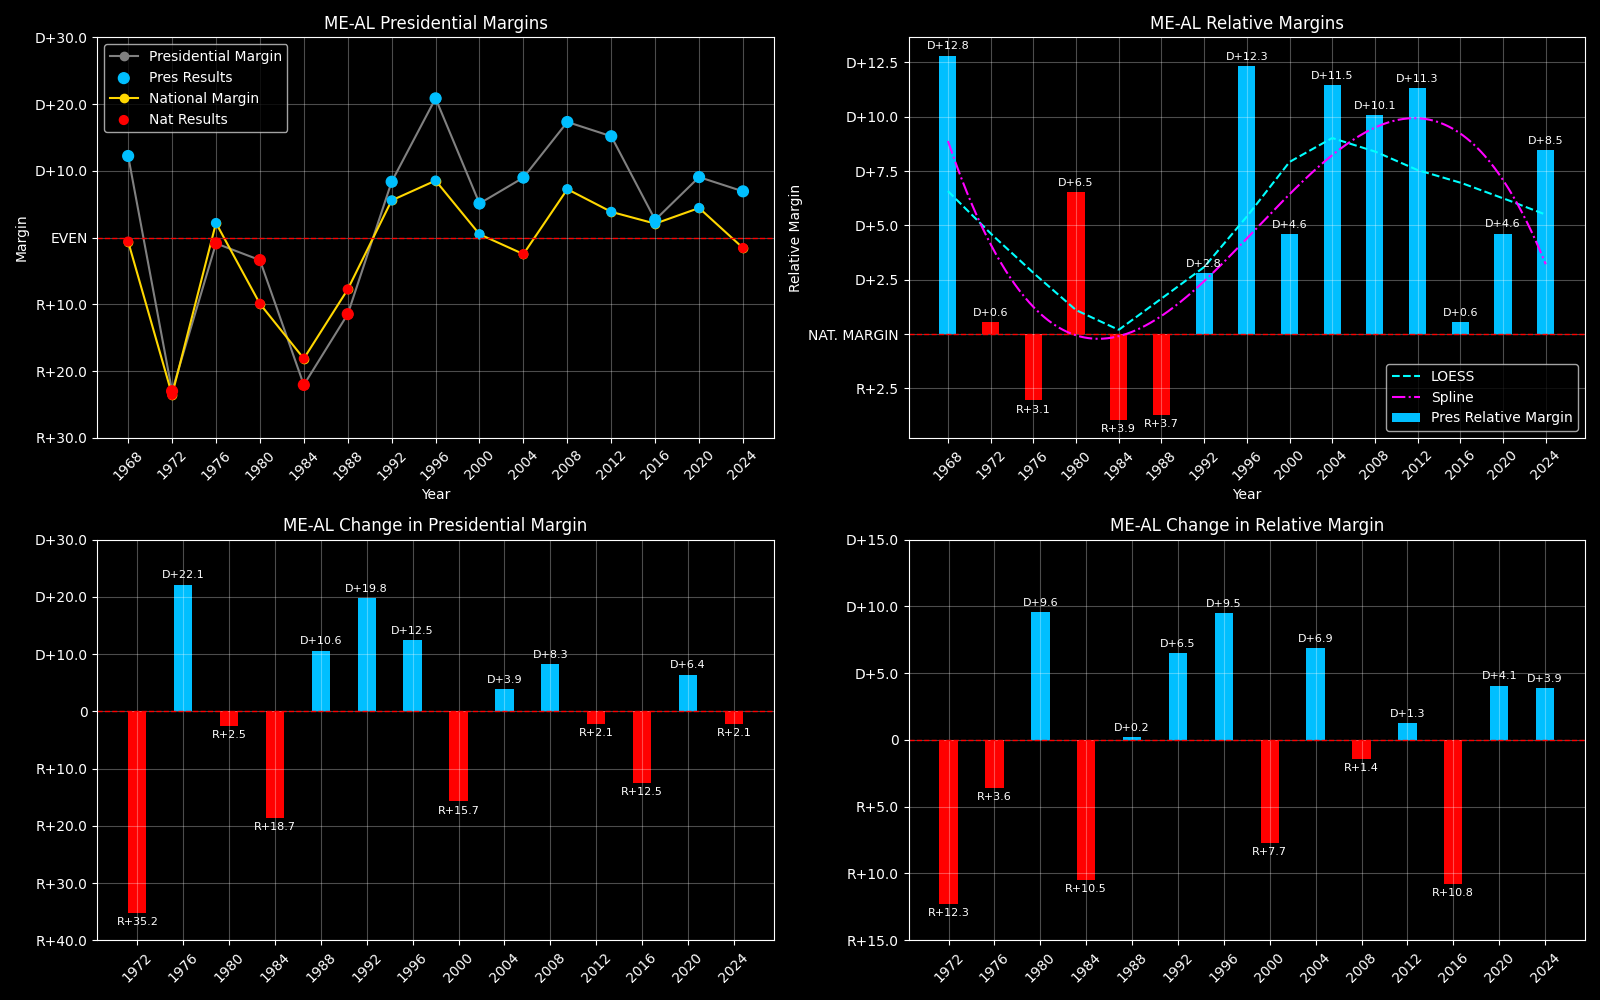 ME-AL Presidential Margins
D+30.0
D+20.0
D+10.0
EVEN
R+10.0
R+20.0
R+30.0
Margin
Presidential Margin
Pres Results
National Margin
Nat Results
1968 1972 1976 1980 1984 1988 1992 1996 2000 2004 2008 2012 2016 2020 2024
Year
ME-AL Relative Margins
D+12.5
D+10.0
D+7.5
D+5.0
D+2.5
NAT. MARGIN
R+2.5
Relative Margin
D+12.8 D+0.6 R+3.1 D+6.5 R+3.9 R+3.7 D+2.8 D+12.3 D+4.6 D+11.5 D+10.1 D+11.3 D+0.6 D+4.6 D+8.5
LOESS
Spline
Pres Relative Margin
1968 1972 1976 1980 1984 1988 1992 1996 2000 2004 2008 2012 2016 2020 2024
Year
ME-AL Change in Presidential Margin
D+30.0
D+20.0
D+10.0
0
R+10.0
R+20.0
R+30.0
R+40.0
R+35.2 D+22.1 R+2.5 R+18.7 D+10.6 D+19.8 D+12.5 R+15.7 D+3.9 D+8.3 R+2.1 R+12.5 D+6.4 R+2.1
1972 1976 1980 1984 1988 1992 1996 2000 2004 2008 2012 2016 2020 2024
ME-AL Change in Relative Margin
D+15.0
D+10.0
D+5.0
0
R+5.0
R+10.0
R+15.0
R+12.3 R+3.6 D+9.6 R+10.5 D+0.2 D+6.5 D+9.5 R+7.7 D+6.9 R+1.4 D+1.3 R+10.8 D+4.1 D+3.9
1972 1976 1980 1984 1988 1992 1996 2000 2004 2008 2012 2016 2020 2024